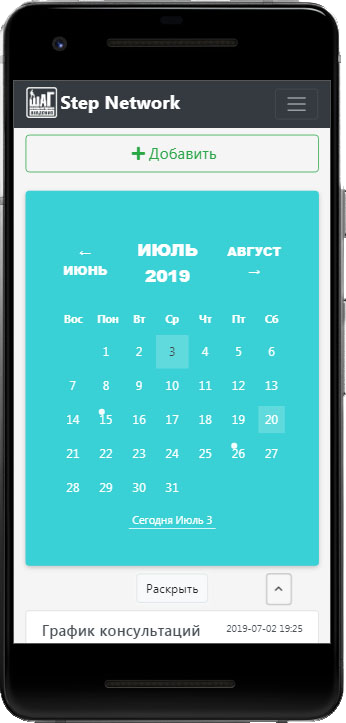 ШАГ
Step Network
+ Добавить
← ИЮЛЬ АВГУСТ
ИЮНЬ 2019 →
Вос Пон Вт Ср Чт Пт Сб
1 2 3 4 5 6
7 8 9 10 11 12 13
14 15 16 17 18 19 20
21 22 23 24 25 26 27
28 29 30 31
Сегодня Июль 3
Раскрыть
График консультаций 2019-07-02 19:25